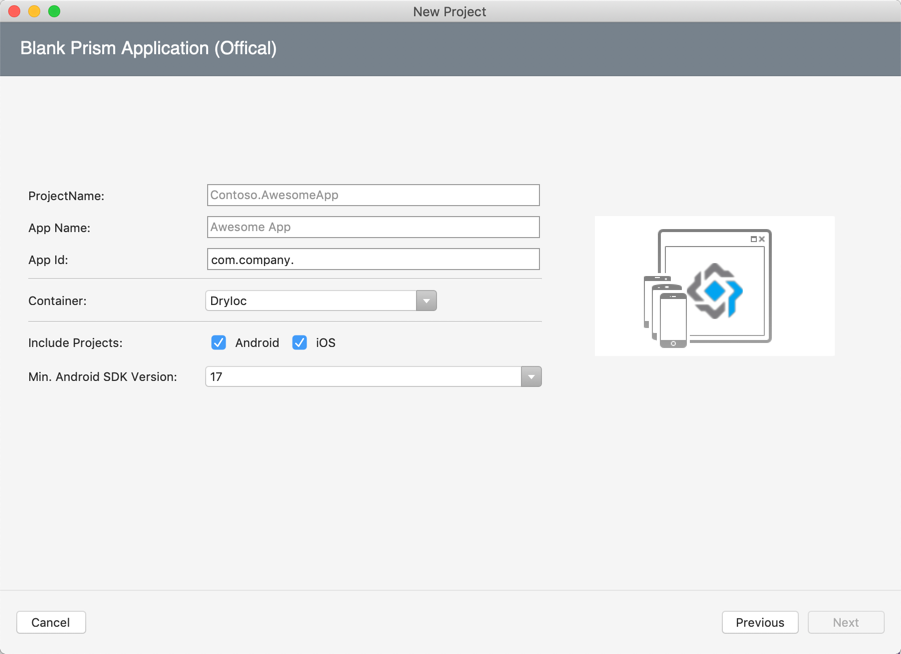 New Project
Blank Prism Application (Offical)
ProjectName: Contoso.AwesomeApp
App Name: Awesome App
App Id: com.company.
Container: DryIoc
Include Projects: Android iOS
Min. Android SDK Version: 17
Cancel Previous Next